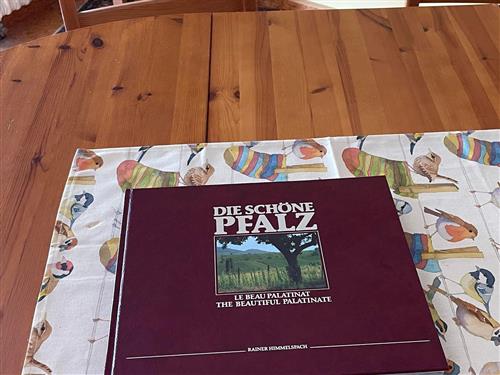 DIE SCHÖNE
PFALZ
LE BEAU PALATINAT
THE BEAUTIFUL PALATINATE
RAINER HIMMELSPACH